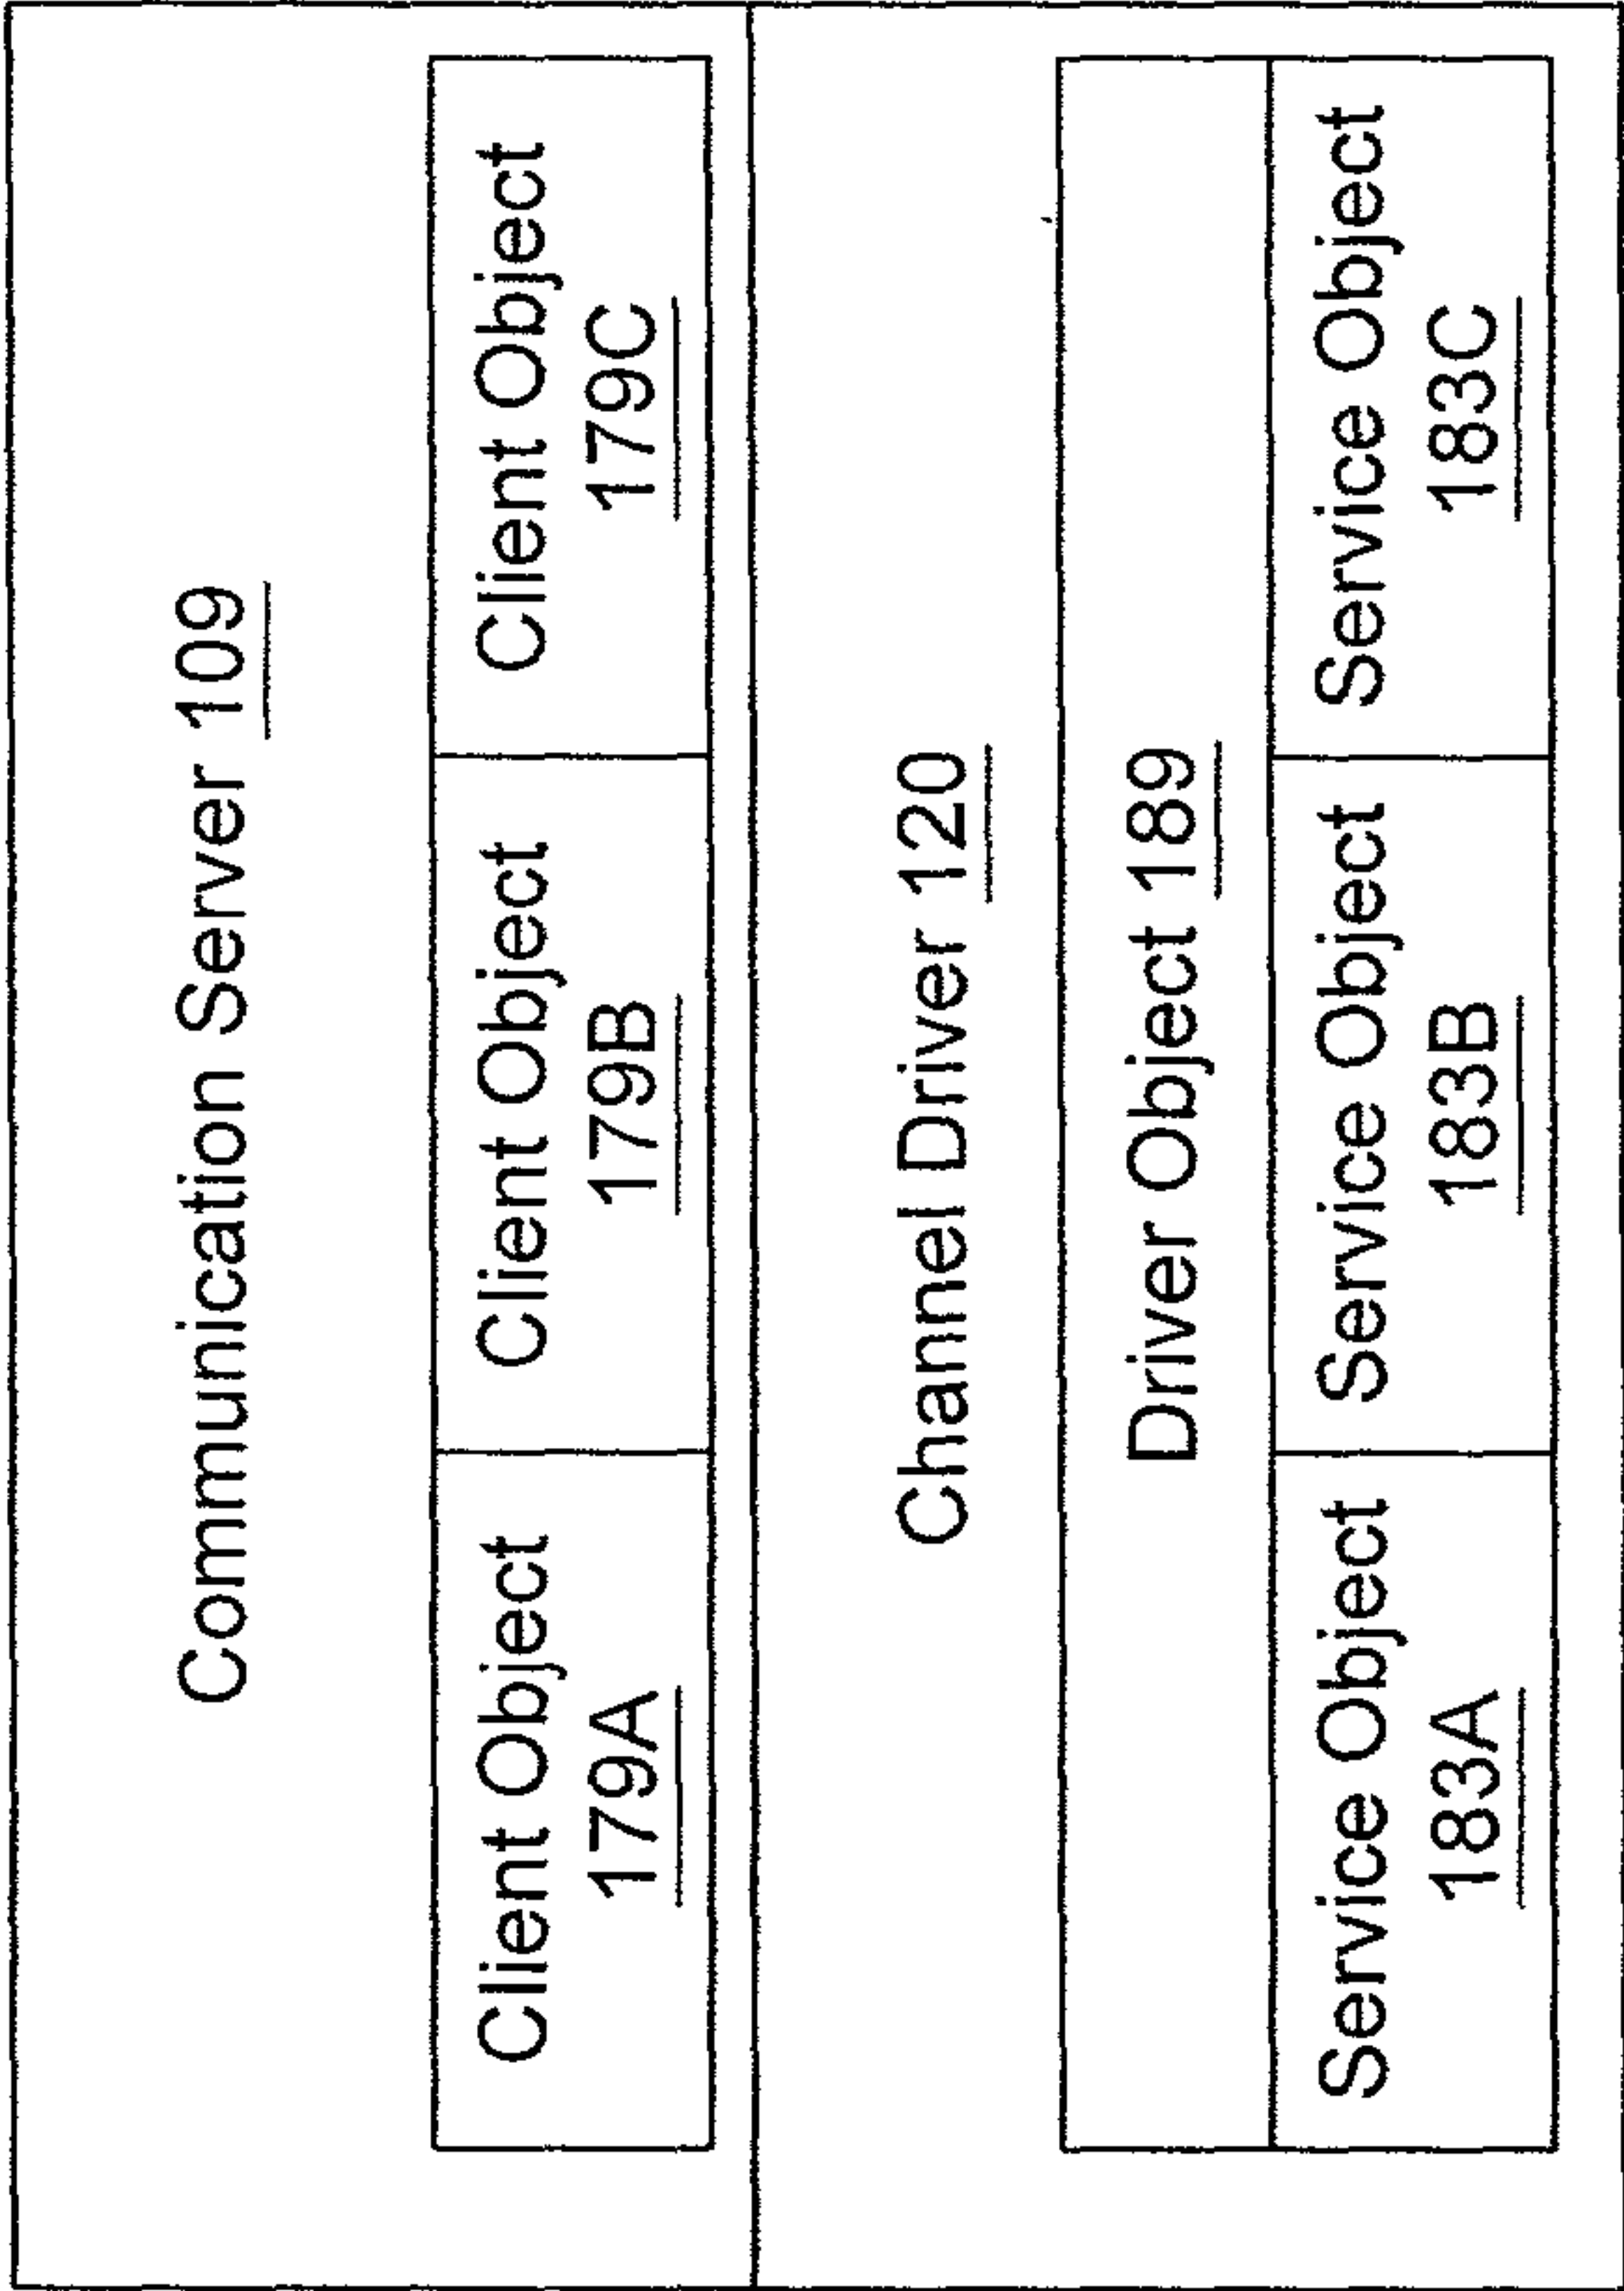 Communication Server 109
Client Object
179A
Client Object
179B
Client Object
179C
Channel Driver 120
Driver Object 189
Service Object
183A
Service Object
183B
Service Object
183C